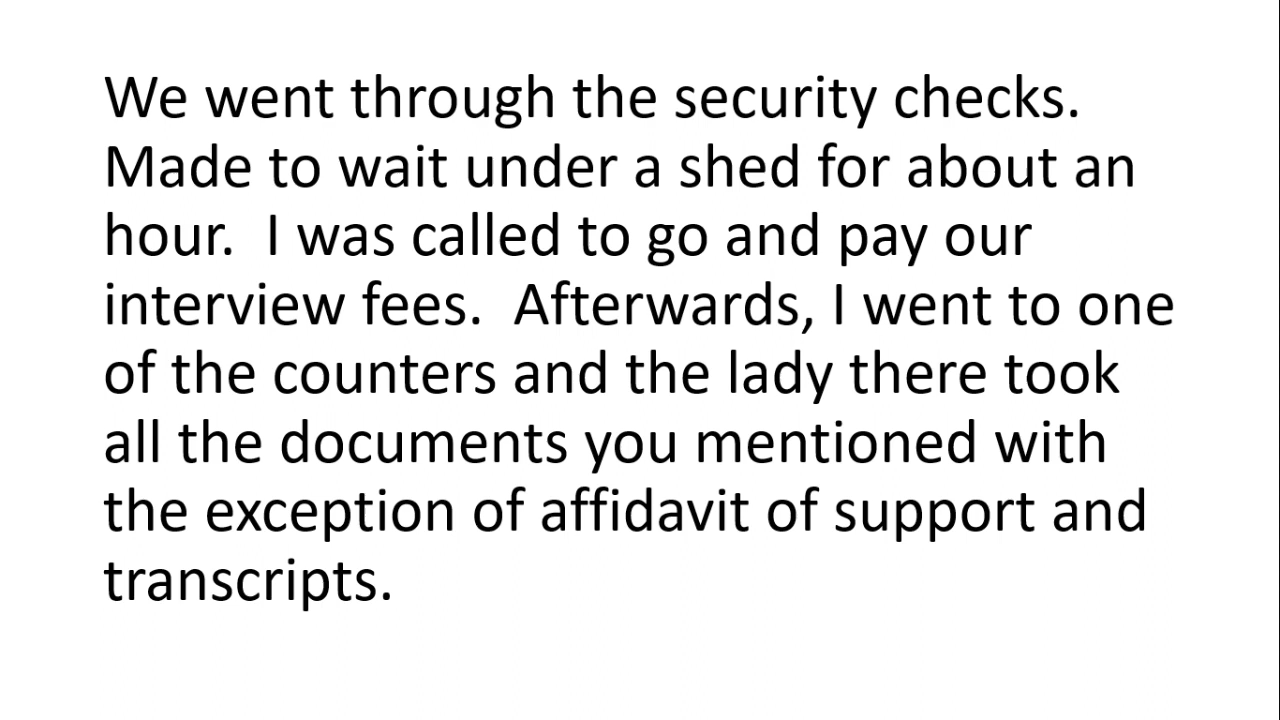 We went through the security checks.
Made to wait under a shed for about an
hour.  I was called to go and pay our
interview fees.  Afterwards, I went to one
of the counters and the lady there took
all the documents you mentioned with
the exception of affidavit of support and
transcripts.